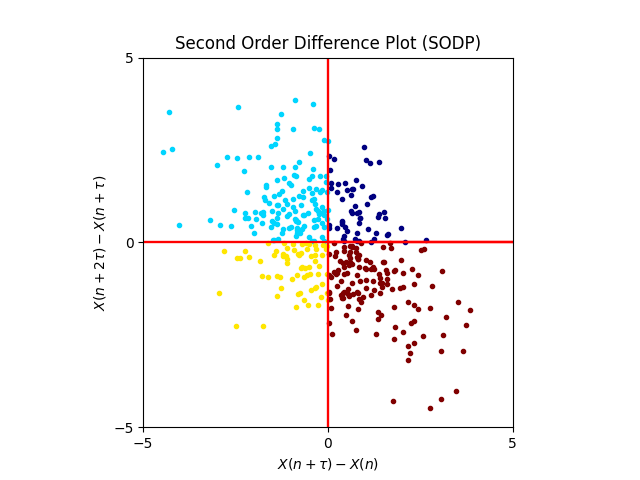 Second Order Difference Plot (SODP)
5
0
−5
X(n + 2τ) − X(n + τ)
−5
0
5
X(n + τ) − X(n)